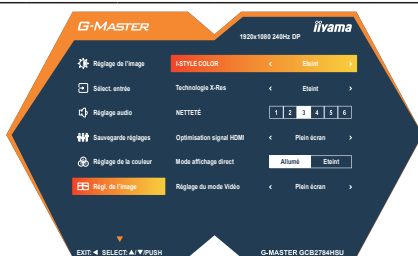 G-MASTER
iiyama
1920x1080 240Hz DP
Réglage de l'image
I-STYLE COLOR ‹ Eteint ›
Sélect. entrée
Technologie X-Res ‹ Eteint ›
Réglage audio
NETTETÉ 1 2 3 4 5 6
Sauvegarde réglages
Optimisation signal HDMI ‹ Plein écran ›
Réglage de la couleur
Mode affichage direct Allumé Eteint
Régl. de l'image
Réglage du mode Vidéo ‹ Plein écran ›
EXIT: ◄ SELECT: ▲/▼/PUSH
G-MASTER GCB2784HSU